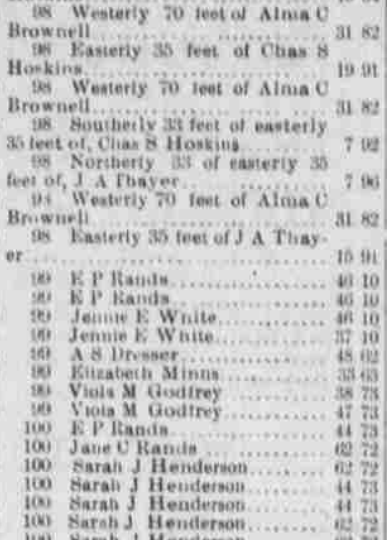 98 Westerly 70 feet of Alma C
Brownell 31 82
98 Easterly 35 feet of Chas S
Hoskins 19 91
98 Westerly 70 feet of Alma C
Brownell 31 82
98 Southerly 33 feet of easterly
35 feet of, Chas S Hoskins 7 92
98 Northerly 33 of easterly 35
feet of, J A Thayer 7 96
98 Westerly 70 feet of Alma C
Brownell 31 82
98 Easterly 35 feet of J A Thay-
er 15 91
99 E P Rands 46 10
99 E P Rands 46 10
99 Jennie E White 46 10
99 Jennie E White 37 10
99 A S Dresser 48 62
99 Elizabeth Minns 33 63
99 Viola M Godfrey 38 73
99 Viola M Godfrey 47 73
100 E P Rands 44 73
100 Jane C Rands 62 72
100 Sarah J Henderson 62 72
100 Sarah J Henderson 44 73
100 Sarah J Henderson 44 73
100 Sarah J Henderson 62 72